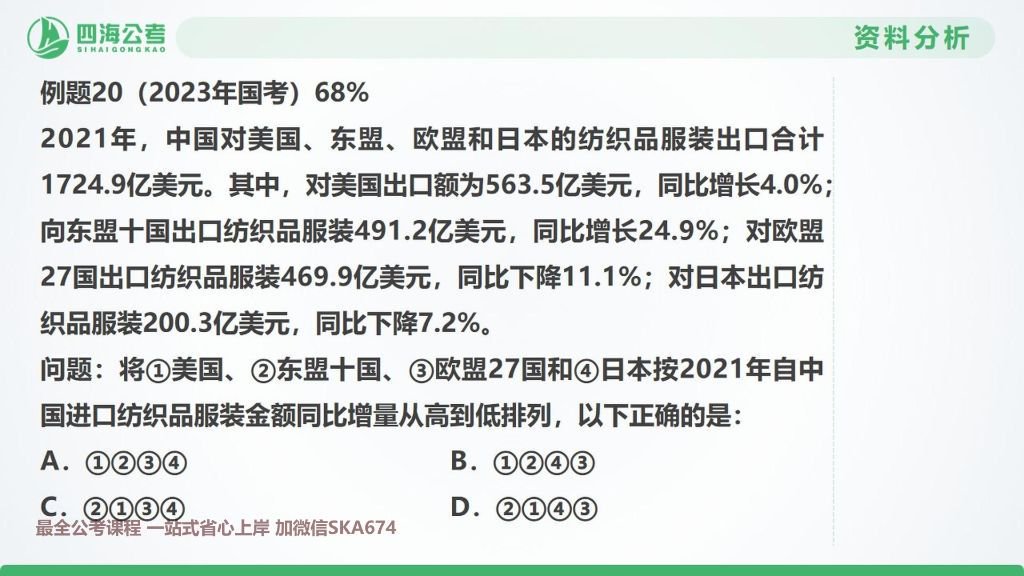 四海公考
SIHAIGONGKAO
资料分析
例题20（2023年国考）68%
2021年，中国对美国、东盟、欧盟和日本的纺织品服装出口合计
1724.9亿美元。其中，对美国出口额为563.5亿美元，同比增长4.0%；
向东盟十国出口纺织品服装491.2亿美元，同比增长24.9%；对欧盟
27国出口纺织品服装469.9亿美元，同比下降11.1%；对日本出口纺
织品服装200.3亿美元，同比下降7.2%。
问题：将①美国、②东盟十国、③欧盟27国和④日本按2021年自中
国进口纺织品服装金额同比增量从高到低排列，以下正确的是：
A．①②③④ B．①②④③
C．②①③④ D．②①④③
最全公考课程 一站式省心上岸 加微信SKA674